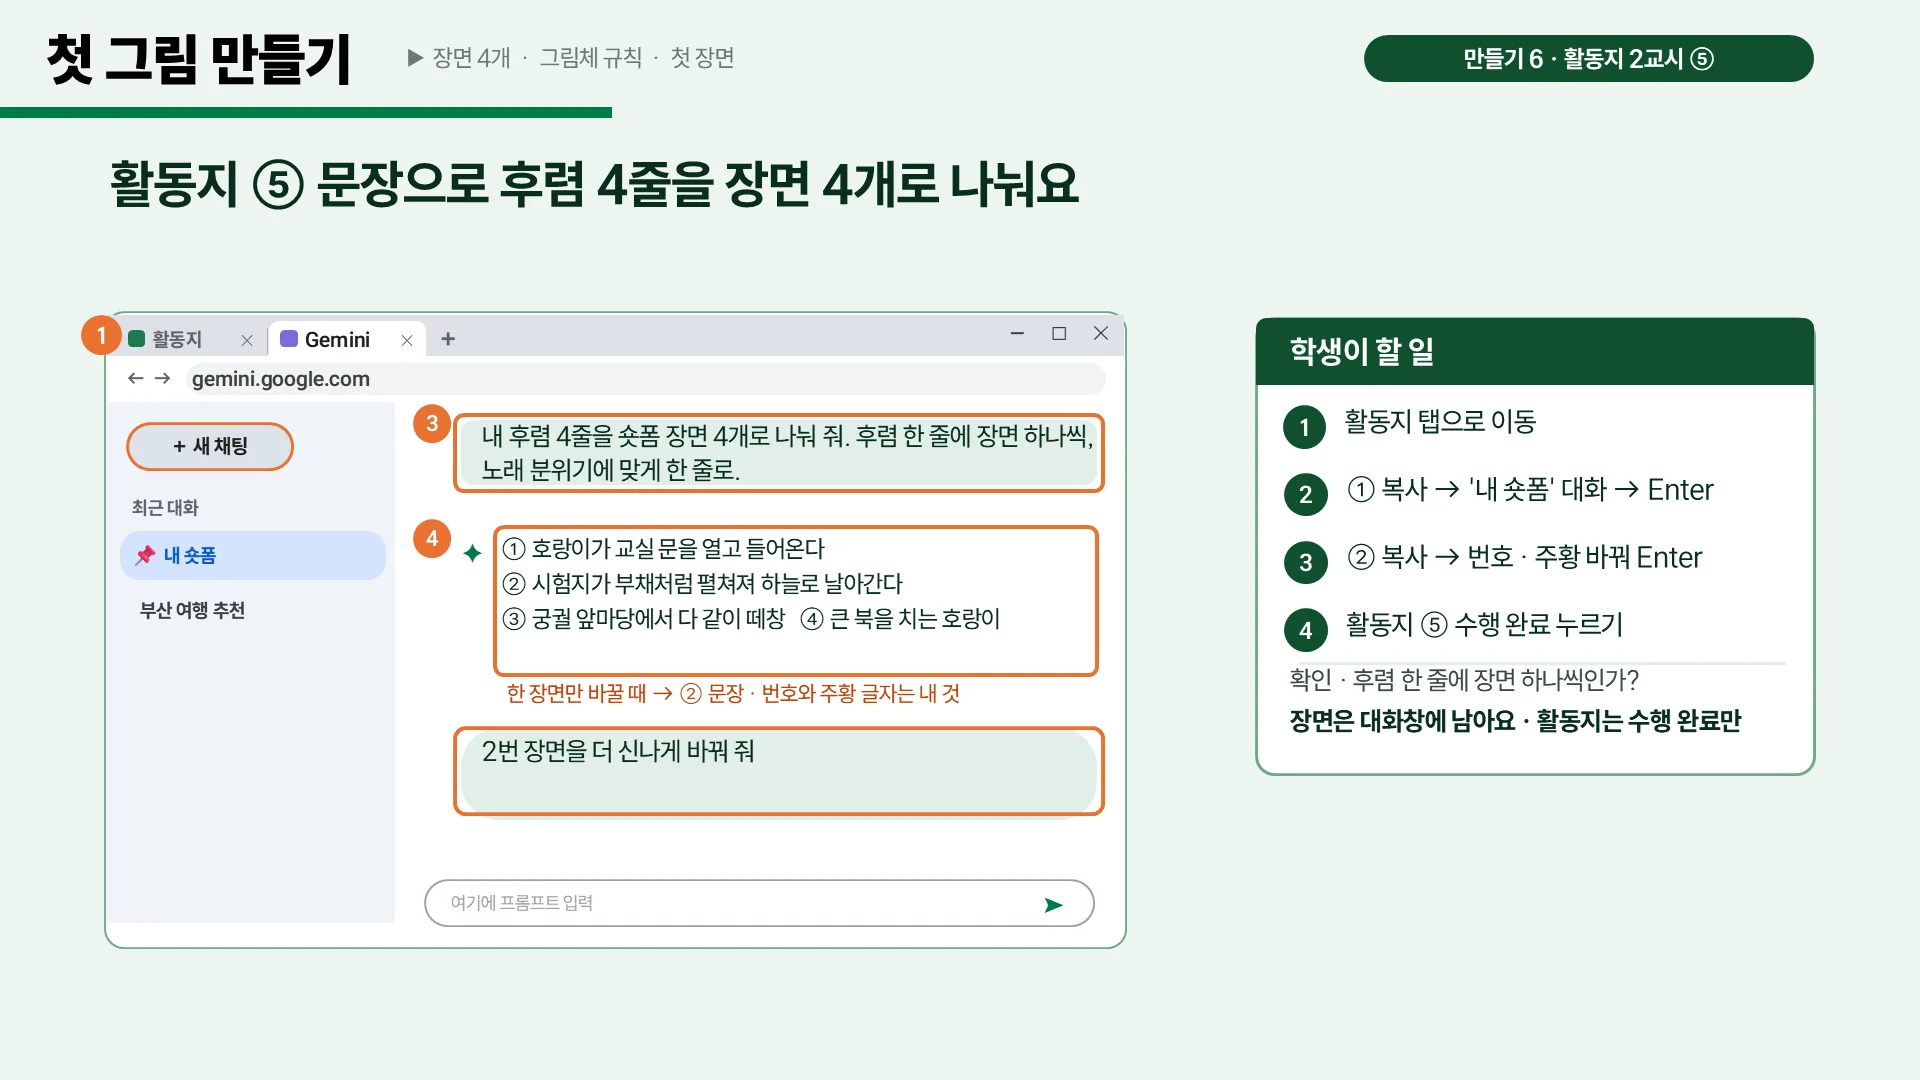 첫 그림 만들기
▶ 장면 4개 · 그림체 규칙 · 첫 장면
만들기 6 · 활동지 2교시 ⑤
활동지 ⑤ 문장으로 후렴 4줄을 장면 4개로 나눠요
1
활동지 ×
Gemini ×
+
← →
gemini.google.com
+ 새 채팅
최근 대화
📌 내 숏폼
부산 여행 추천
3
내 후렴 4줄을 숏폼 장면 4개로 나눠 줘. 후렴 한 줄에 장면 하나씩,
노래 분위기에 맞게 한 줄로.
4
① 호랑이가 교실 문을 열고 들어온다
② 시험지가 부채처럼 펼쳐져 하늘로 날아간다
③ 궁궐 앞마당에서 다 같이 떼창 ④ 큰 북을 치는 호랑이
한 장면만 바꿀 때 → ② 문장 · 번호와 주황 글자는 내 것
2번 장면을 더 신나게 바꿔 줘
여기에 프롬프트 입력
학생이 할 일
1 활동지 탭으로 이동
2 ① 복사 → '내 숏폼' 대화 → Enter
3 ② 복사 → 번호 · 주황 바꿔 Enter
4 활동지 ⑤ 수행 완료 누르기
확인 · 후렴 한 줄에 장면 하나씩인가?
장면은 대화창에 남아요 · 활동지는 수행 완료만